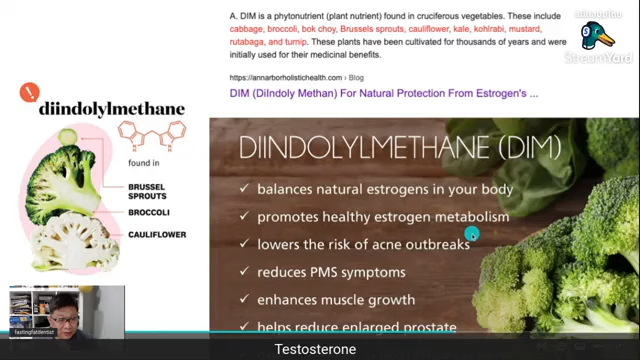 A. DIM is a phytonutrient (plant nutrient) found in cruciferous vegetables. These include
cabbage, broccoli, bok choy, Brussels sprouts, cauliflower, kale, kohlrabi, mustard,
rutabaga, and turnip. These plants have been cultivated for thousands of years and were
initially used for their medicinal benefits.
https://annarborholistichealth.com › Blog
DIM (DiIndoly Methan) For Natural Protection From Estrogen's ...
StreamYard
diindolylmethane
found in
BRUSSEL
SPROUTS
BROCCOLI
CAULIFLOWER
DIINDOLYLMETHANE (DIM)
✓ balances natural estrogens in your body
✓ promotes healthy estrogen metabolism
✓ lowers the risk of acne outbreaks
✓ reduces PMS symptoms
✓ enhances muscle growth
✓ helps reduce enlarged prostate
fastingfatdentist
Testosterone